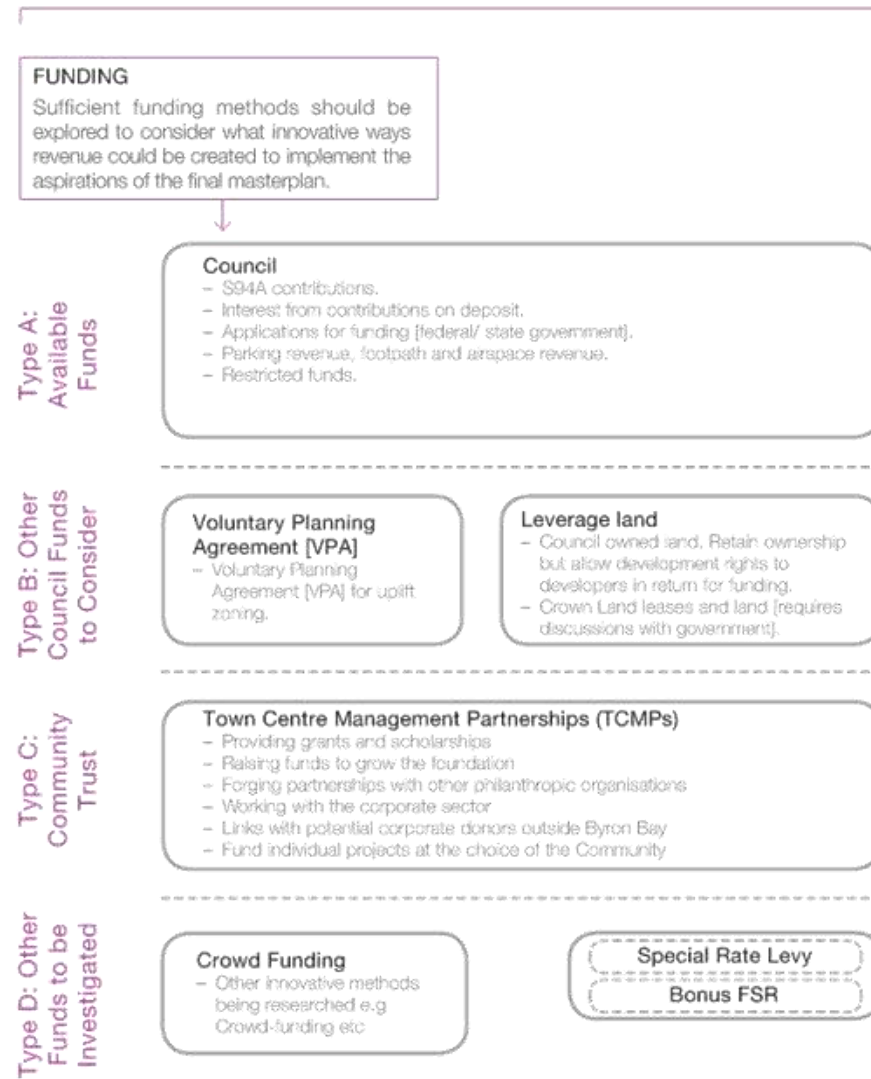 FUNDING
Sufficient funding methods should be
explored to consider what innovative ways
revenue could be created to implement the
aspirations of the final masterplan.
Type A:
Available
Funds
Council
– S94A contributions.
– Interest from contributions on deposit.
– Applications for funding [federal/ state government].
– Parking revenue, footpath and airspace revenue.
– Restricted funds.
Type B: Other
Council Funds
to Consider
Voluntary Planning
Agreement [VPA]
– Voluntary Planning
Agreement [VPA] for uplift
zoning.
Leverage land
– Council owned land. Retain ownership
but allow development rights to
developers in return for funding.
– Crown Land leases and land [requires
discussions with government].
Type C:
Community
Trust
Town Centre Management Partnerships (TCMPs)
– Providing grants and scholarships
– Raising funds to grow the foundation
– Forging partnerships with other philanthropic organisations
– Working with the corporate sector
– Links with potential corporate donors outside Byron Bay
– Fund individual projects at the choice of the Community
Type D: Other
Funds to be
Investigated
Crowd Funding
– Other innovative methods
being researched e.g
Crowd-funding etc
Special Rate Levy
Bonus FSR